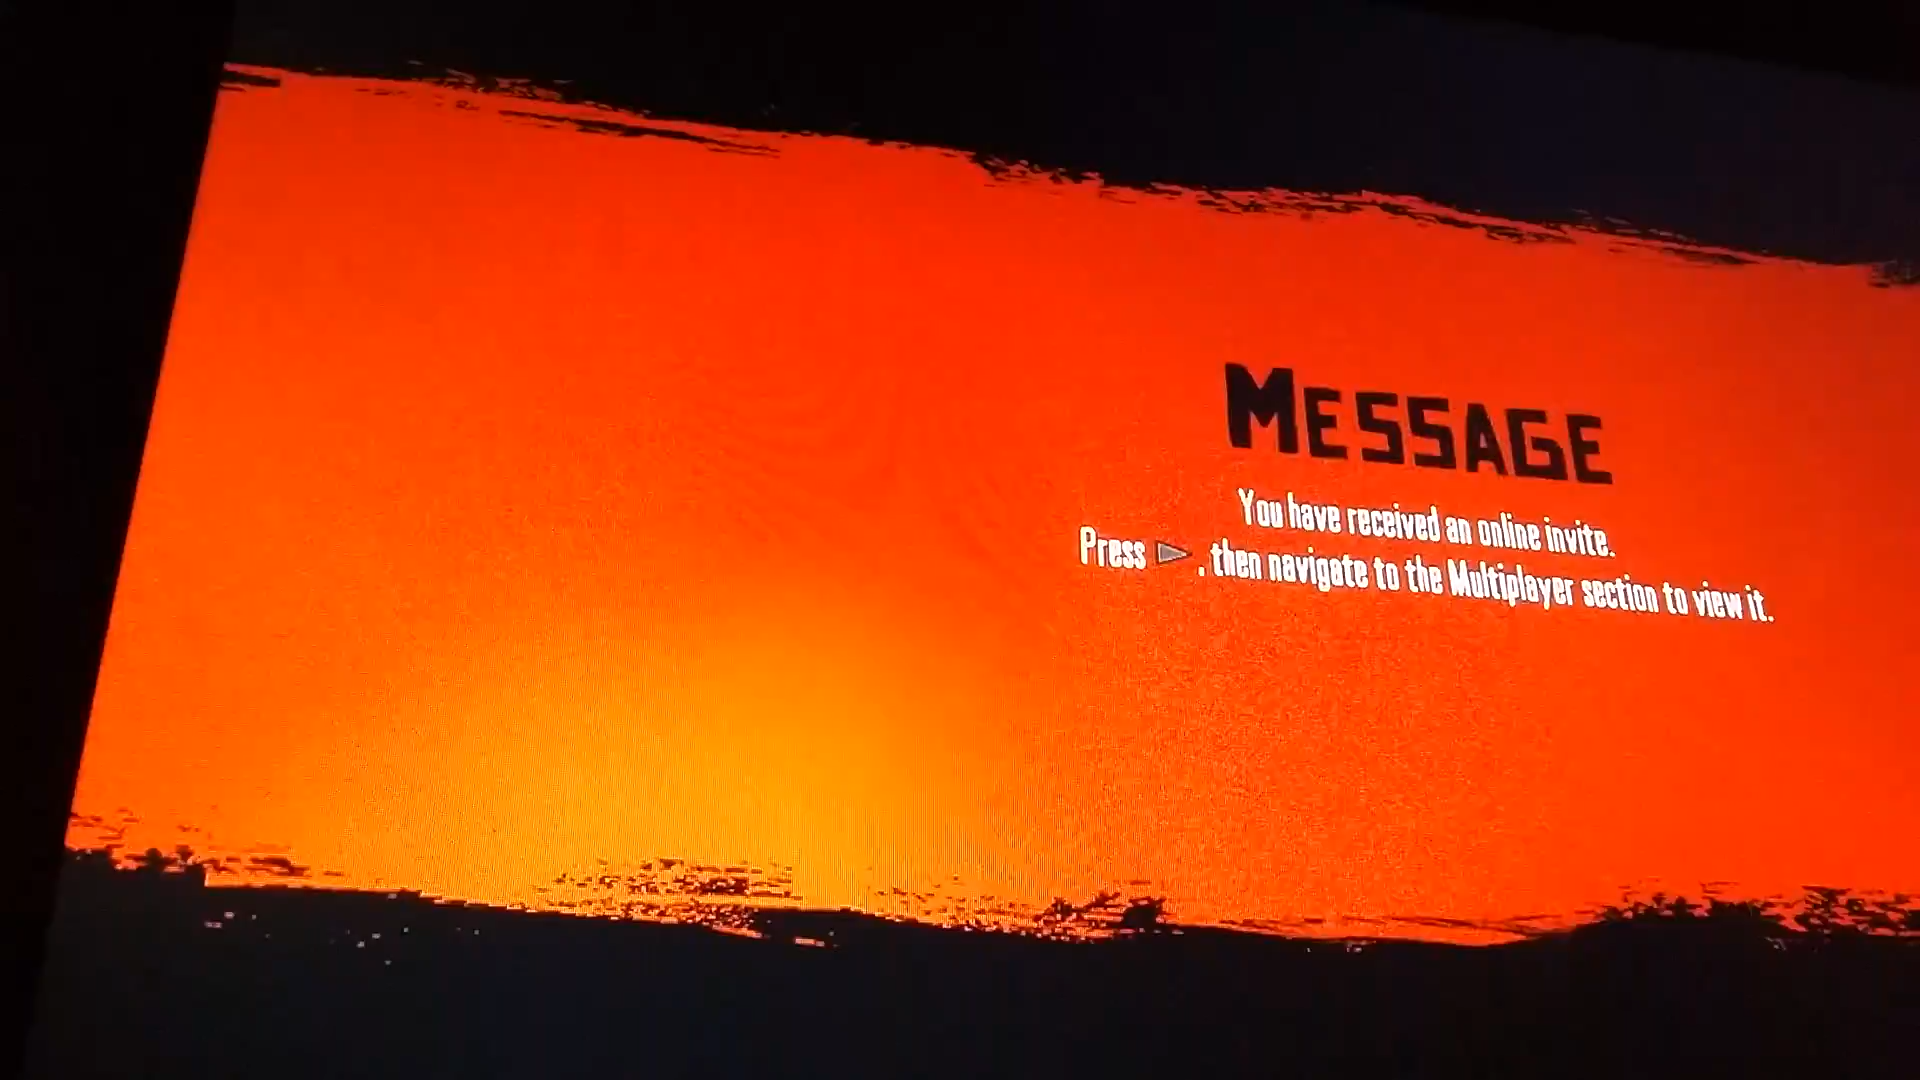 MESSAGE
You have received an online invite.
Press , then navigate to the Multiplayer section to view it.